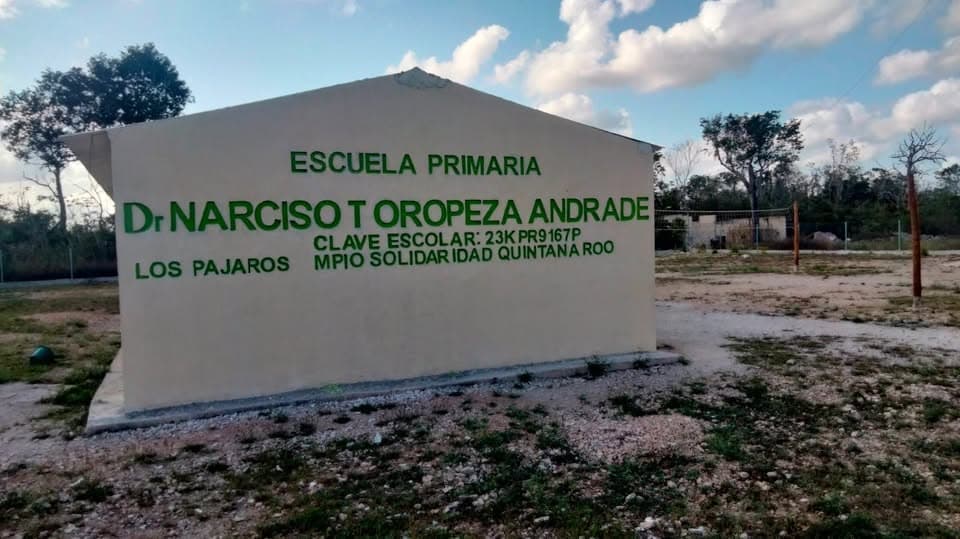 ESCUELA PRIMARIA
Dr NARCISO T OROPEZA ANDRADE
CLAVE ESCOLAR: 23KPR9167P
LOS PAJAROS MPIO SOLIDARIDAD QUINTANA ROO